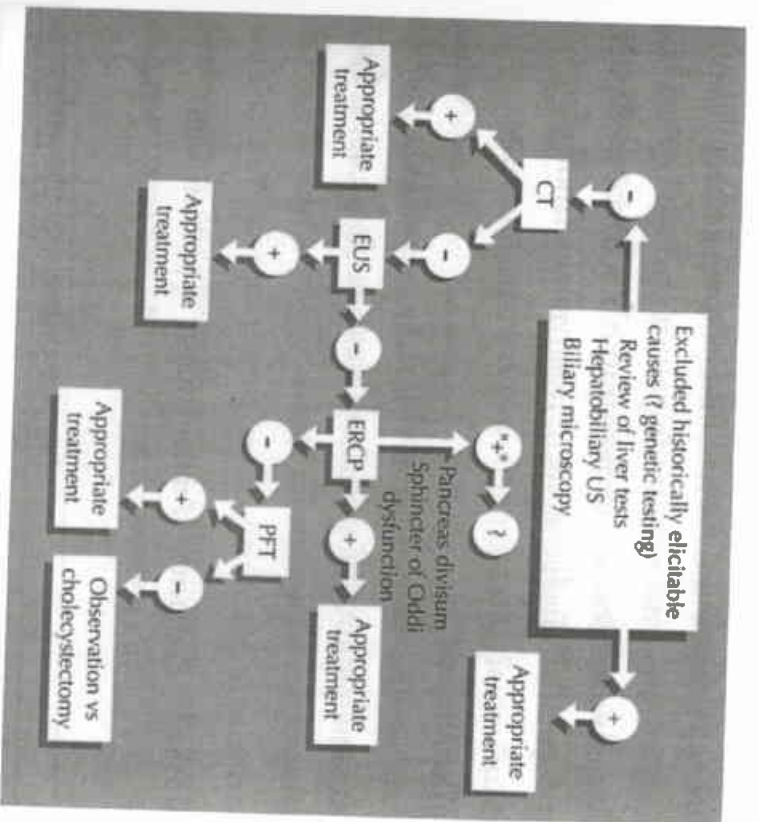 Excluded historically elicitable
causes (? genetic testing)
Review of liver tests
Hepatobiliary US
Biliary microscopy
-
+
CT
Appropriate
treatment
+
-
Appropriate
treatment
EUS
"+"
?
+
-
Pancreas divisum
Sphincter of Oddi
dysfunction
Appropriate
treatment
ERCP
-
+
Appropriate
treatment
PFT
+
-
Appropriate
treatment
Observation vs
cholecystectomy